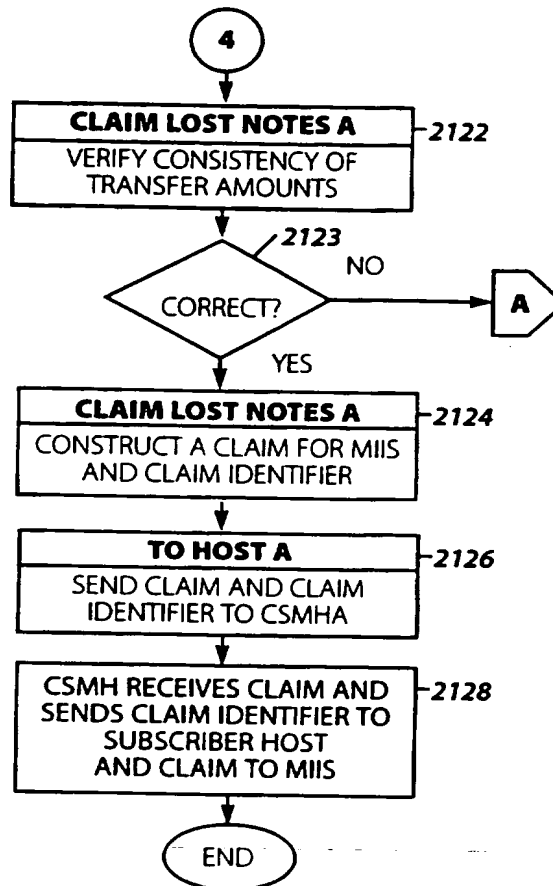 4
CLAIM LOST NOTES A
2122
VERIFY CONSISTENCY OF
TRANSFER AMOUNTS
2123
NO
CORRECT?
A
YES
CLAIM LOST NOTES A
2124
CONSTRUCT A CLAIM FOR MIIS
AND CLAIM IDENTIFIER
TO HOST A
2126
SEND CLAIM AND CLAIM
IDENTIFIER TO CSMHA
CSMH RECEIVES CLAIM AND
2128
SENDS CLAIM IDENTIFIER TO
SUBSCRIBER HOST
AND CLAIM TO MIIS
END